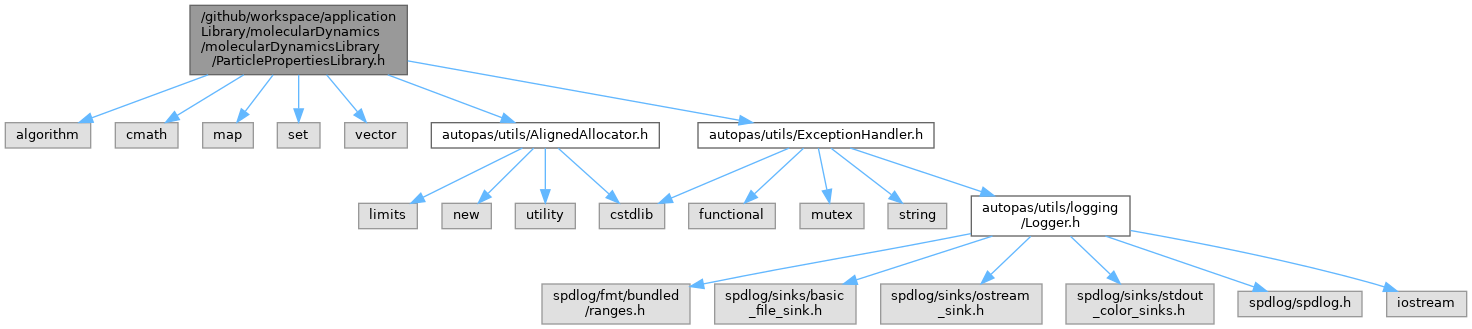 /github/workspace/application
Library/molecularDynamics
/molecularDynamicsLibrary
/ParticlePropertiesLibrary.h
algorithm
cmath
map
set
vector
autopas/utils/AlignedAllocator.h
autopas/utils/ExceptionHandler.h
limits
new
utility
cstdlib
functional
mutex
string
autopas/utils/logging
/Logger.h
spdlog/fmt/bundled
/ranges.h
spdlog/sinks/basic
_file_sink.h
spdlog/sinks/ostream
_sink.h
spdlog/sinks/stdout
_color_sinks.h
spdlog/spdlog.h
iostream